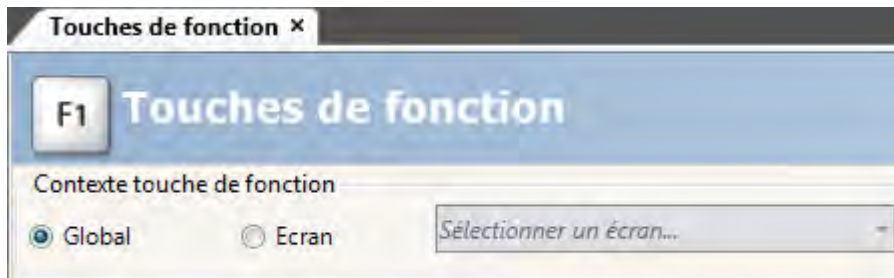 Touches de fonction ×
F1 Touches de fonction
Contexte touche de fonction
Global Ecran Sélectionner un écran...